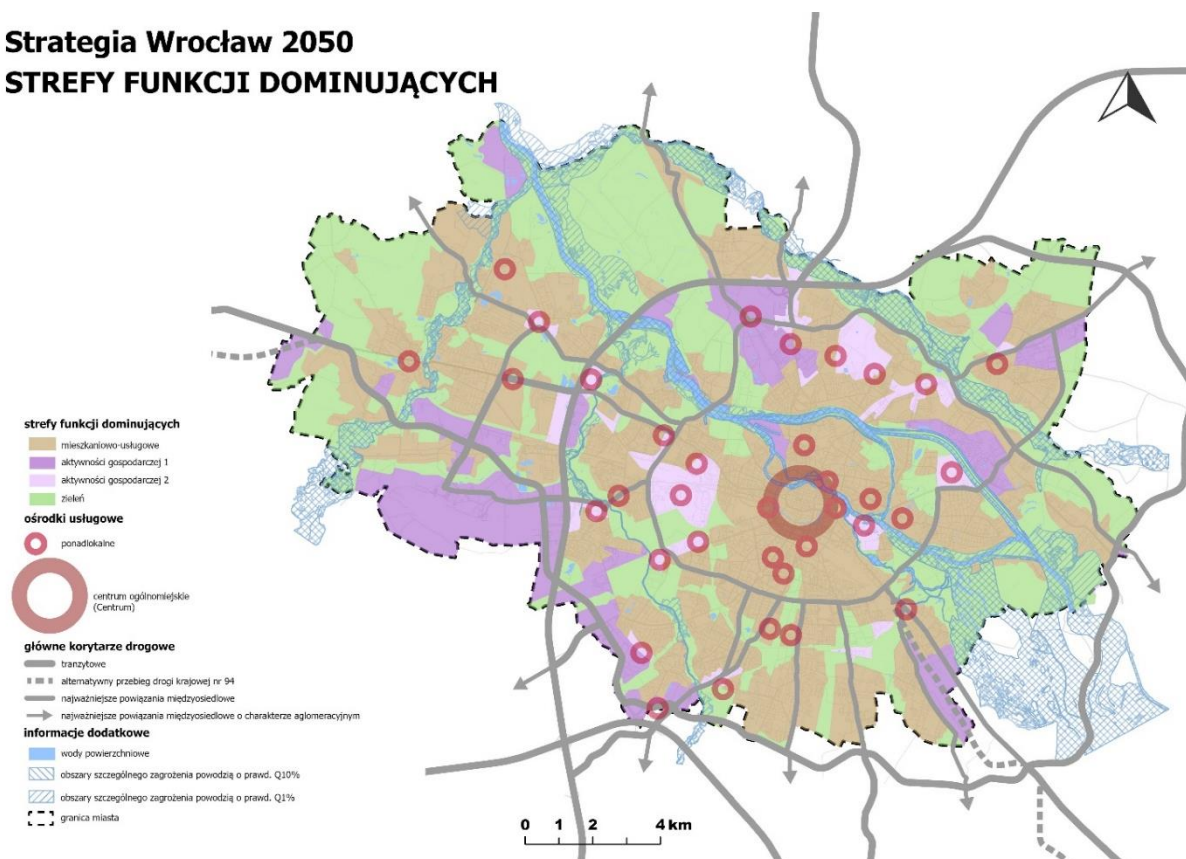 Strategia Wrocław 2050
STREFY FUNKCJI DOMINUJĄCYCH
strefy funkcji dominujących
mieszkaniowo-usługowe
aktywności gospodarczej 1
aktywności gospodarczej 2
zieleń
ośrodki usługowe
ponadlokalne
centrum ogólnomiejskie
(Centrum)
główne korytarze drogowe
tranzytowe
alternatywny przebieg drogi krajowej nr 94
najważniejsze powiązania międzyosiedlowe
najważniejsze powiązania międzyosiedlowe o charakterze aglomeracyjnym
informacje dodatkowe
wody powierzchniowe
obszary szczególnego zagrożenia powodzią o prawd. Q10%
obszary szczególnego zagrożenia powodzią o prawd. Q1%
granica miasta
0 1 2 4 km